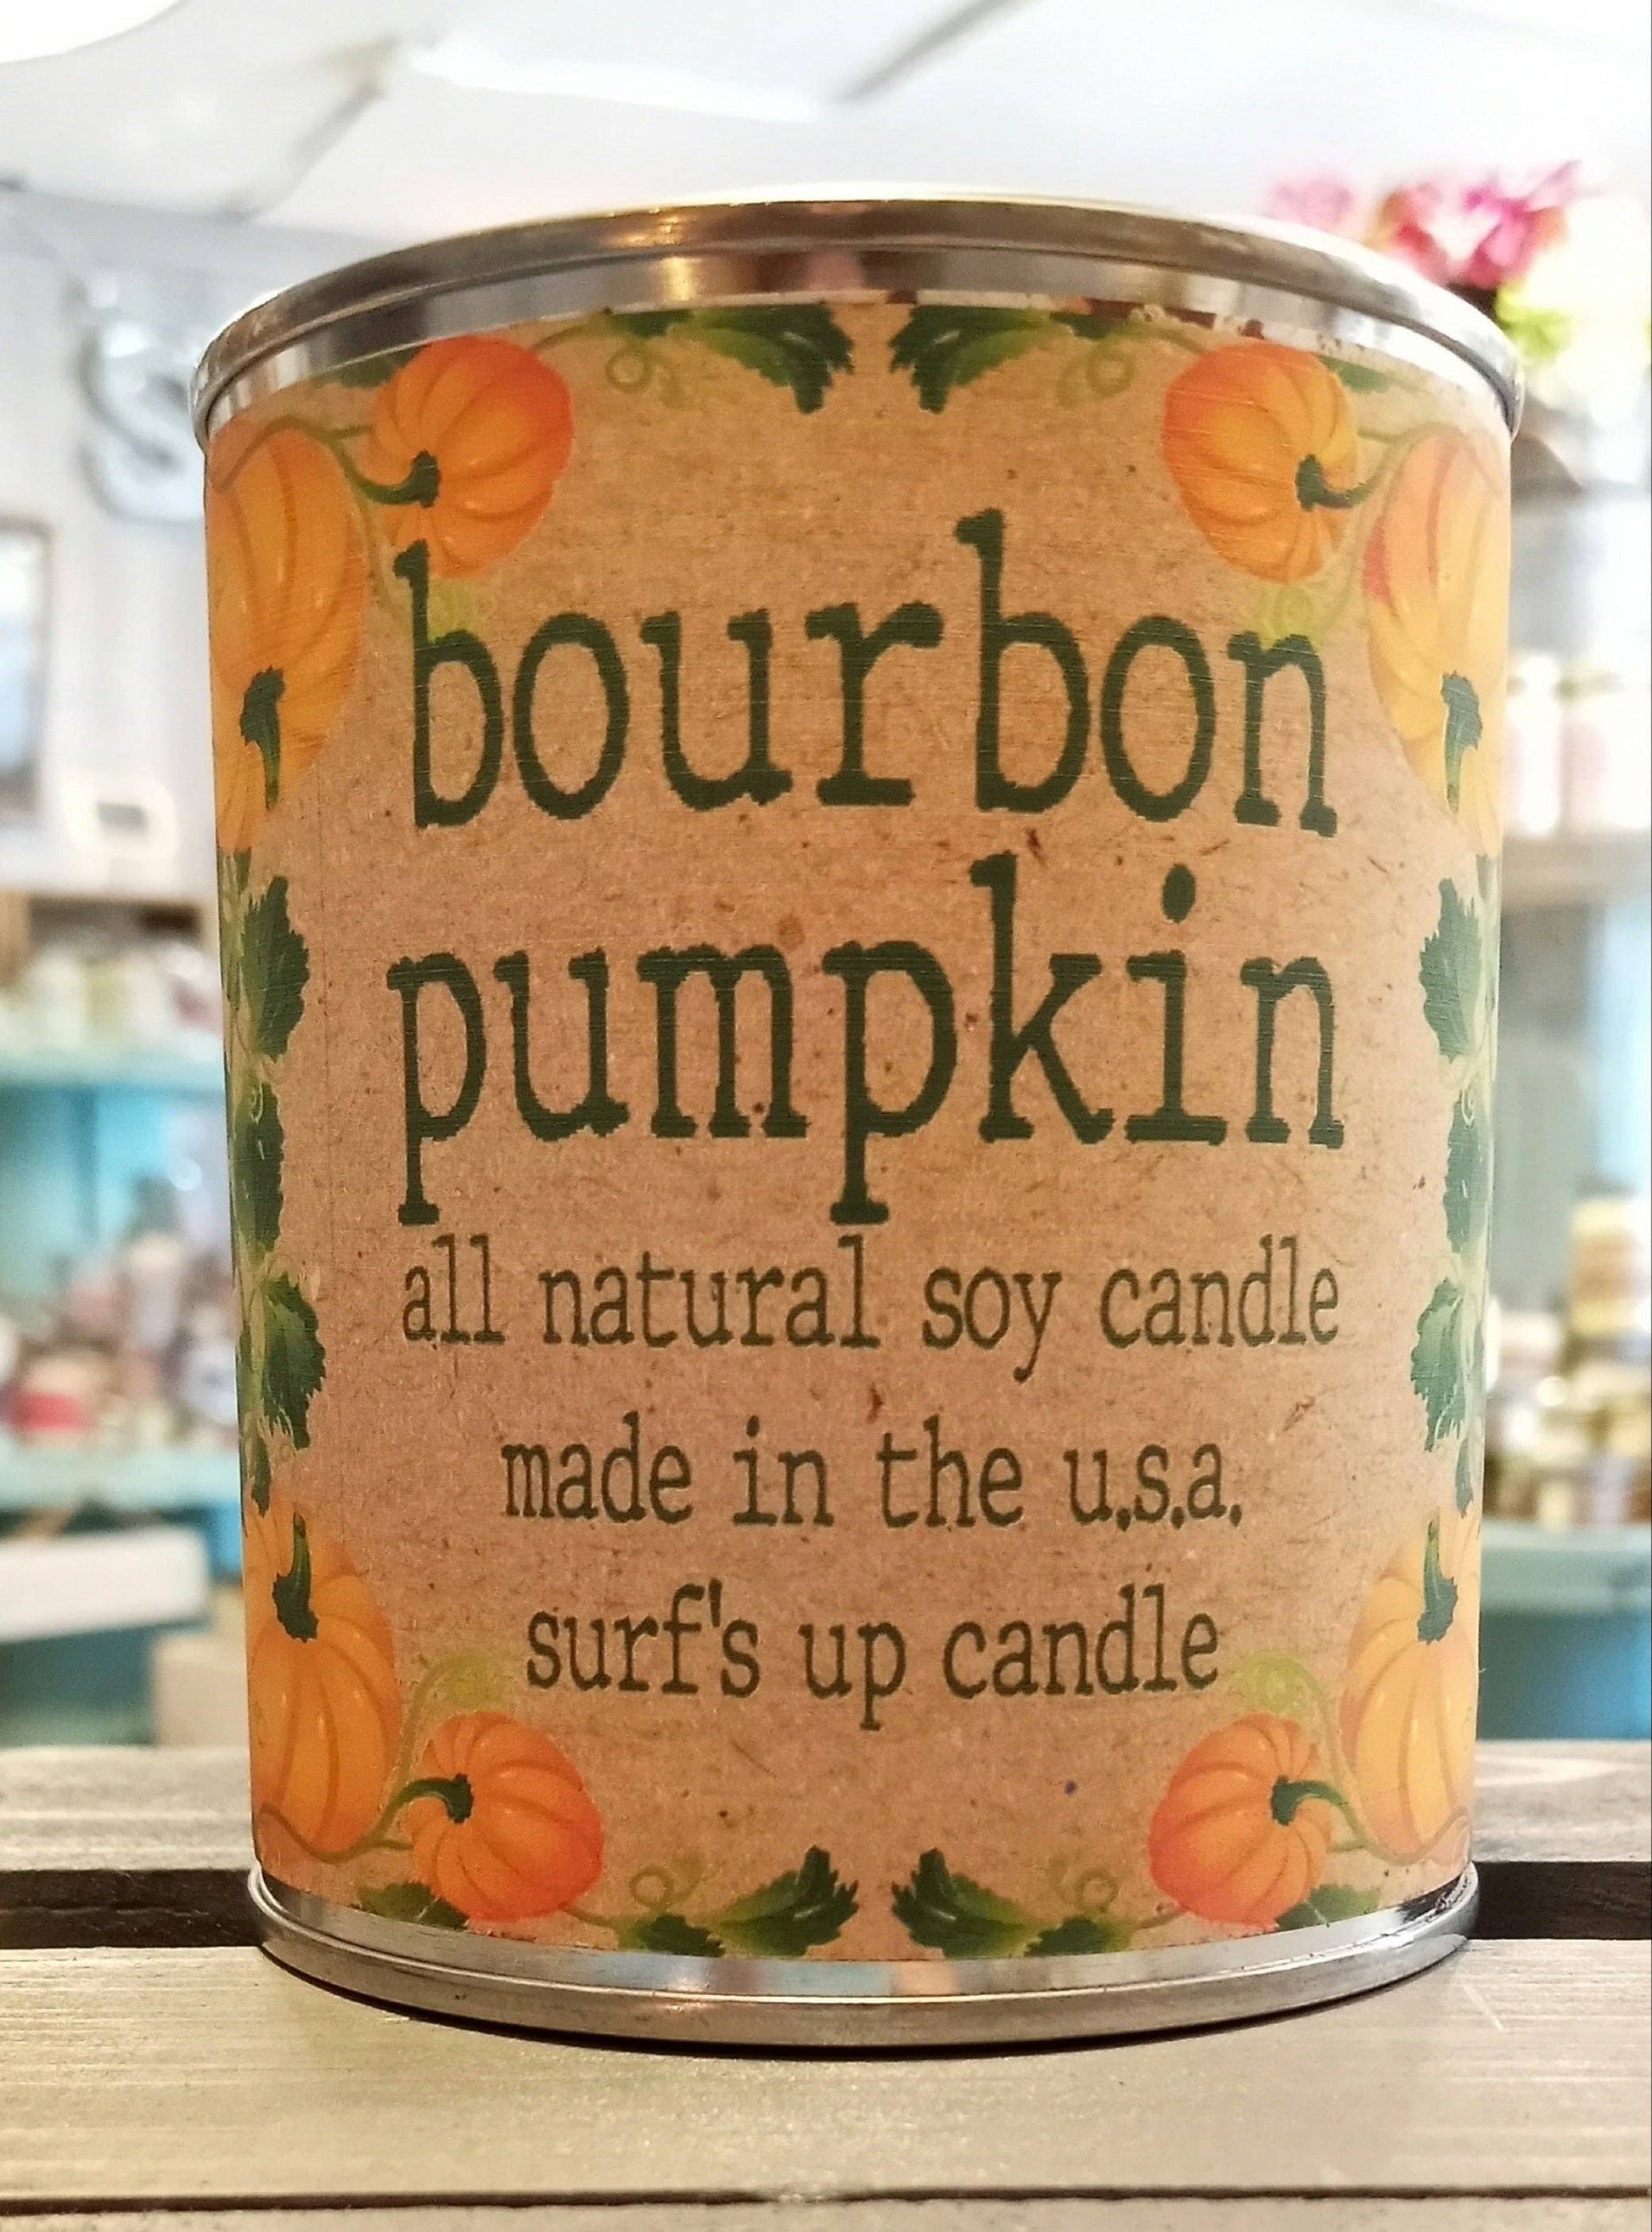 bourbon
pumpkin
all natural soy candle
made in the u.s.a.
surf's up candle